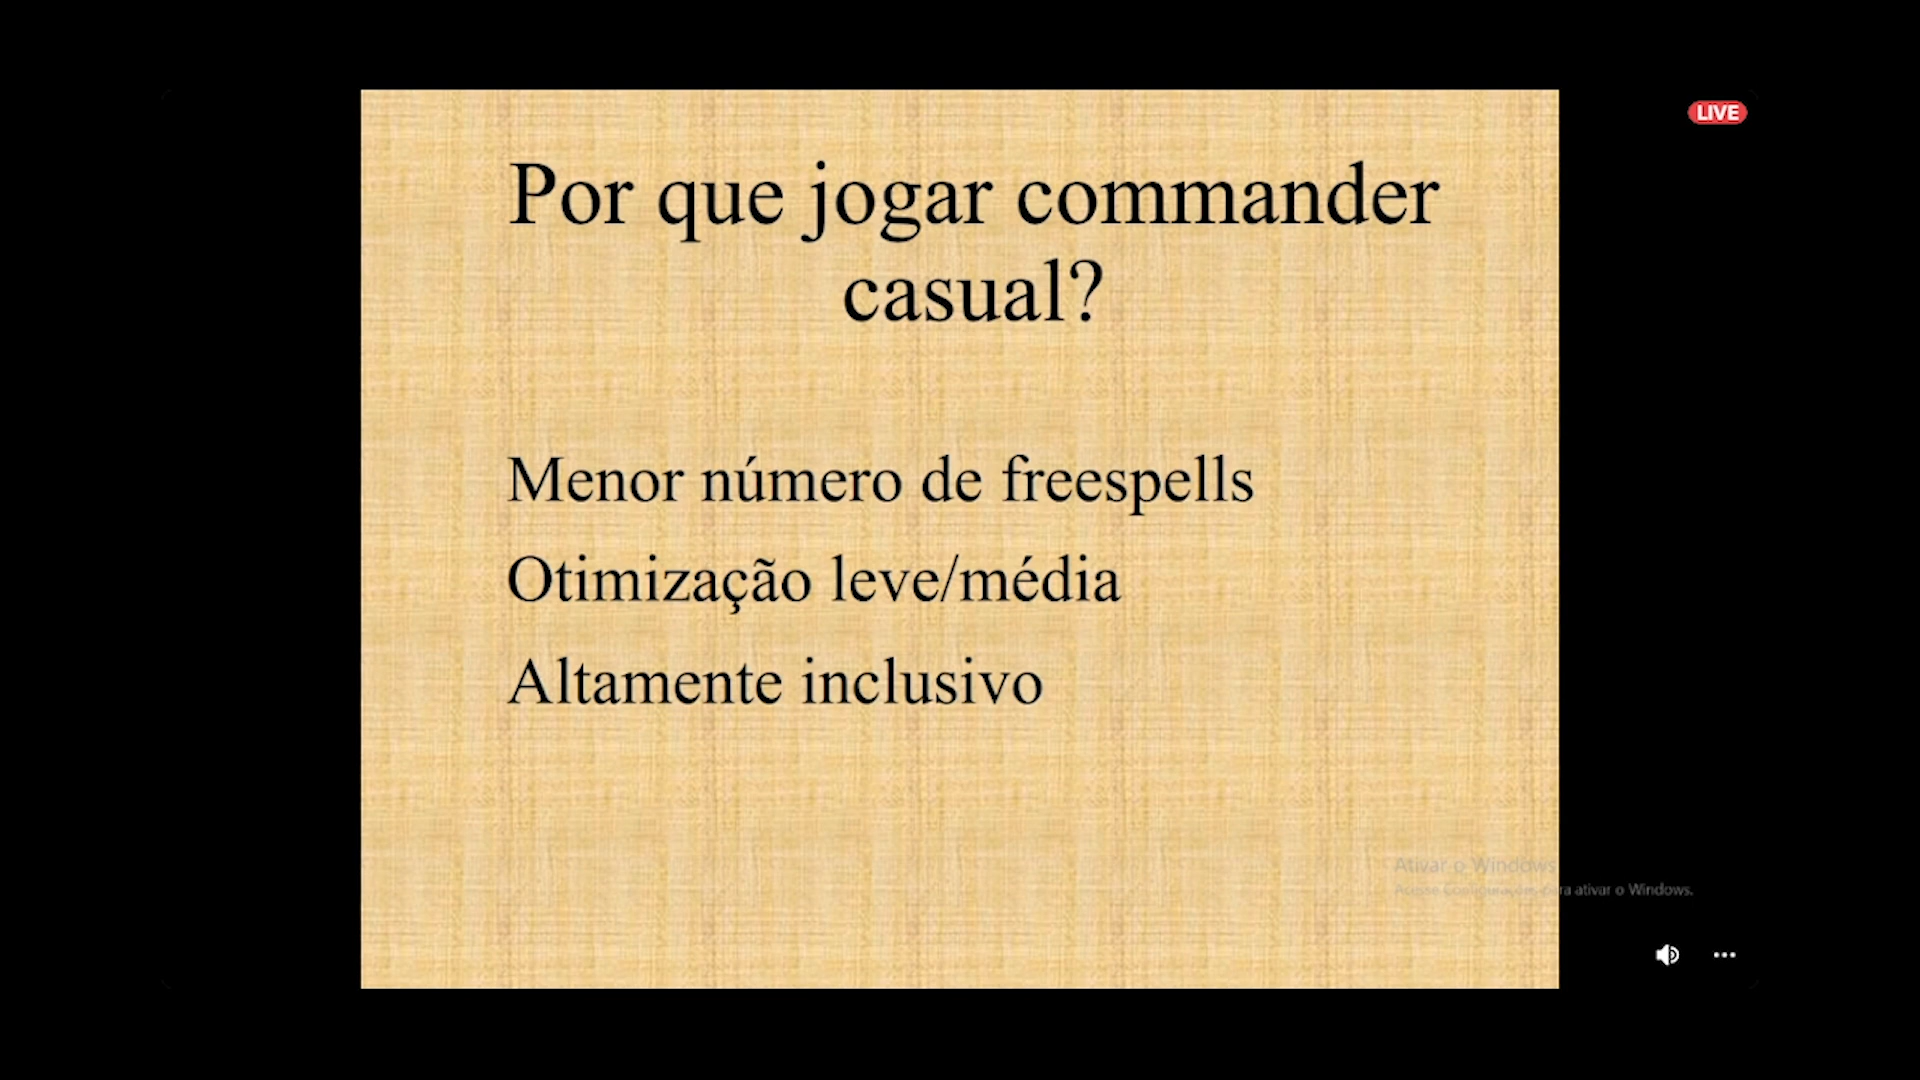 LIVE
Por que jogar commander
casual?
Menor número de freespells
Otimização leve/média
Altamente inclusivo
Ativar o Windows
Acesse Configurações para ativar o Windows.